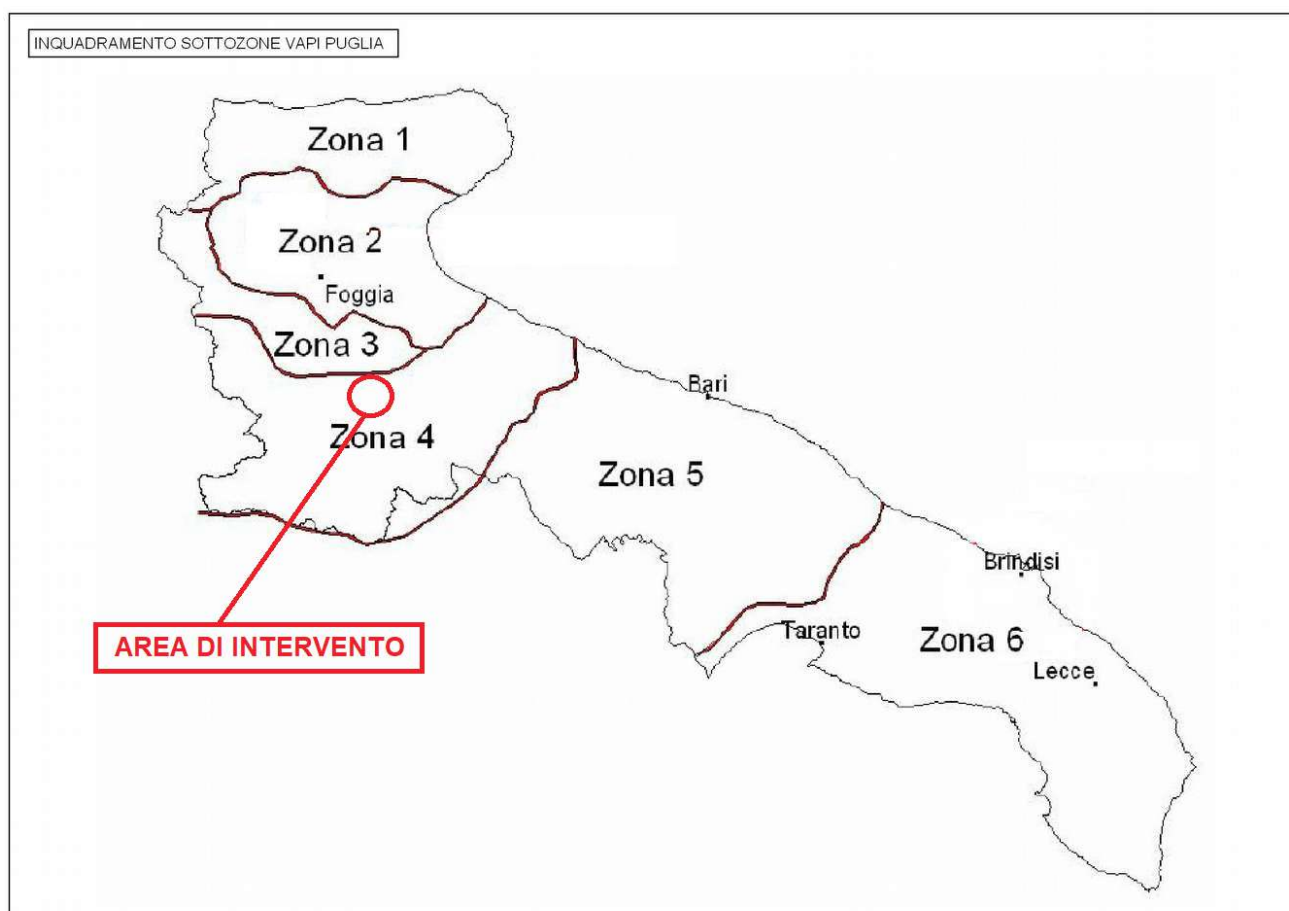 INQUADRAMENTO SOTTOZONE VAPI PUGLIA
Zona 1
Zona 2
Foggia
Zona 3
Bari
Zona 4
Zona 5
Brindisi
AREA DI INTERVENTO
Taranto
Zona 6
Lecce